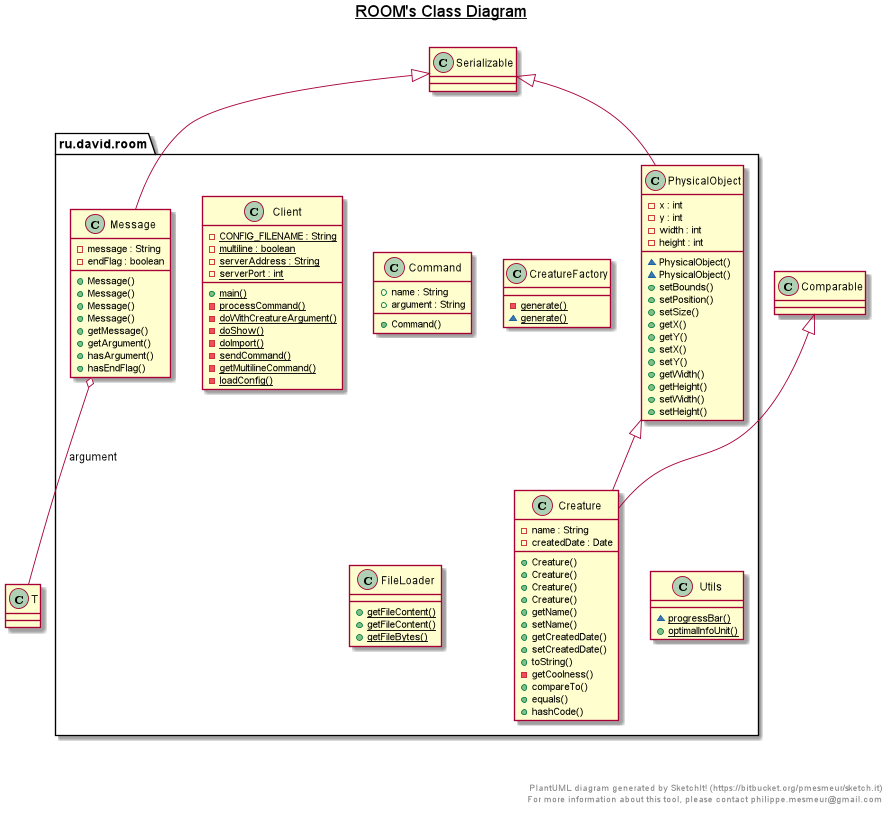 ROOM's Class Diagram
C Serializable
ru.david.room
C Message
message : String
endFlag : boolean
Message()
Message()
Message()
Message()
getMessage()
getArgument()
hasArgument()
hasEndFlag()
C Client
CONFIG_FILENAME : String
multiline : boolean
serverAddress : String
serverPort : int
main()
processCommand()
doWithCreatureArgument()
doShow()
doImport()
sendCommand()
getMultilineCommand()
loadConfig()
C Command
name : String
argument : String
Command()
C CreatureFactory
generate()
generate()
C PhysicalObject
x : int
y : int
width : int
height : int
PhysicalObject()
PhysicalObject()
setBounds()
setPosition()
setSize()
getX()
getY()
setX()
setY()
getWidth()
getHeight()
setWidth()
setHeight()
C Comparable
argument
C T
C FileLoader
getFileContent()
getFileContent()
getFileBytes()
C Creature
name : String
createdDate : Date
Creature()
Creature()
Creature()
Creature()
getName()
setName()
getCreatedDate()
setCreatedDate()
toString()
getCoolness()
compareTo()
equals()
hashCode()
C Utils
progressBar()
optimalInfoUnit()
PlantUML diagram generated by SketchIt! (https://bitbucket.org/pmesmeur/sketch.it)
For more information about this tool, please contact philippe.mesmeur@gmail.com